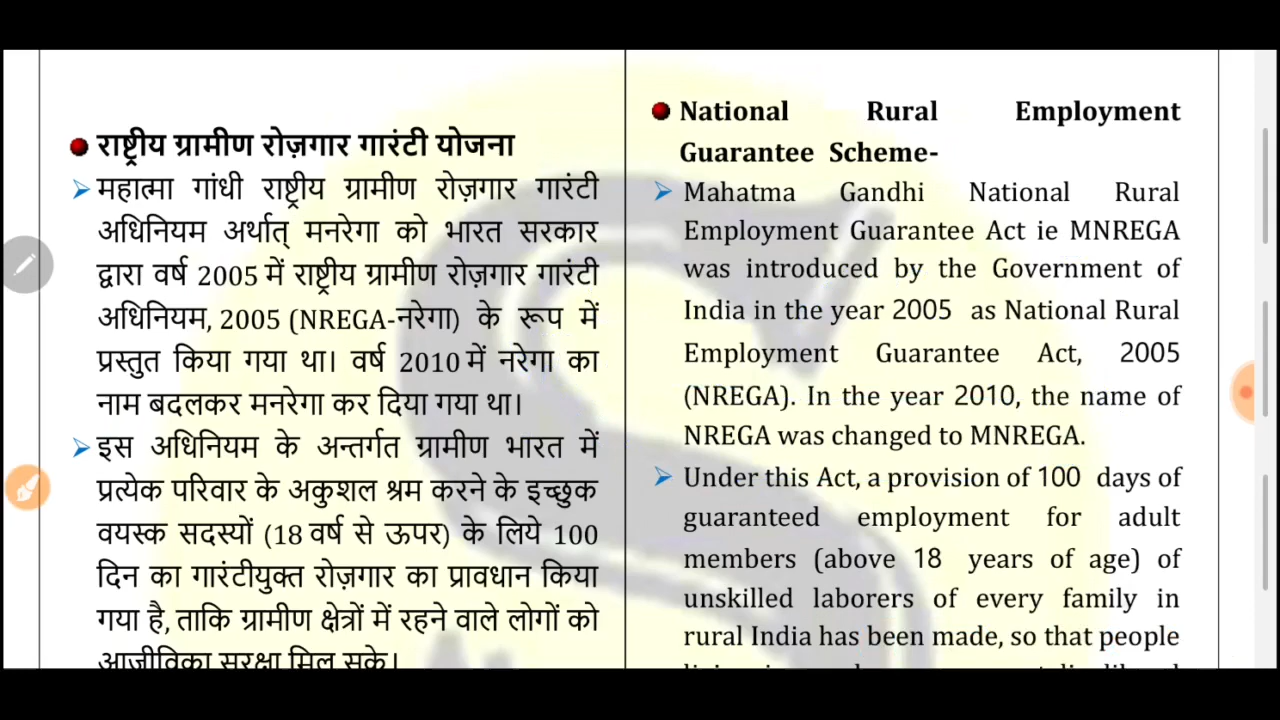 राष्ट्रीय ग्रामीण रोज़गार गारंटी योजना
महात्मा गांधी राष्ट्रीय ग्रामीण रोज़गार गारंटी
अधिनियम अर्थात् मनरेगा को भारत सरकार
द्वारा वर्ष 2005 में राष्ट्रीय ग्रामीण रोज़गार गारंटी
अधिनियम, 2005 (NREGA-नरेगा) के रूप में
प्रस्तुत किया गया था। वर्ष 2010 में नरेगा का
नाम बदलकर मनरेगा कर दिया गया था।
इस अधिनियम के अन्तर्गत ग्रामीण भारत में
प्रत्येक परिवार के अकुशल श्रम करने के इच्छुक
वयस्क सदस्यों (18 वर्ष से ऊपर) के लिये 100
दिन का गारंटीयुक्त रोज़गार का प्रावधान किया
गया है, ताकि ग्रामीण क्षेत्रों में रहने वाले लोगों को
आजीविका सुरक्षा मिल सके।
National Rural Employment
Guarantee Scheme-
Mahatma Gandhi National Rural
Employment Guarantee Act ie MNREGA
was introduced by the Government of
India in the year 2005 as National Rural
Employment Guarantee Act, 2005
(NREGA). In the year 2010, the name of
NREGA was changed to MNREGA.
Under this Act, a provision of 100 days of
guaranteed employment for adult
members (above 18 years of age) of
unskilled laborers of every family in
rural India has been made, so that people